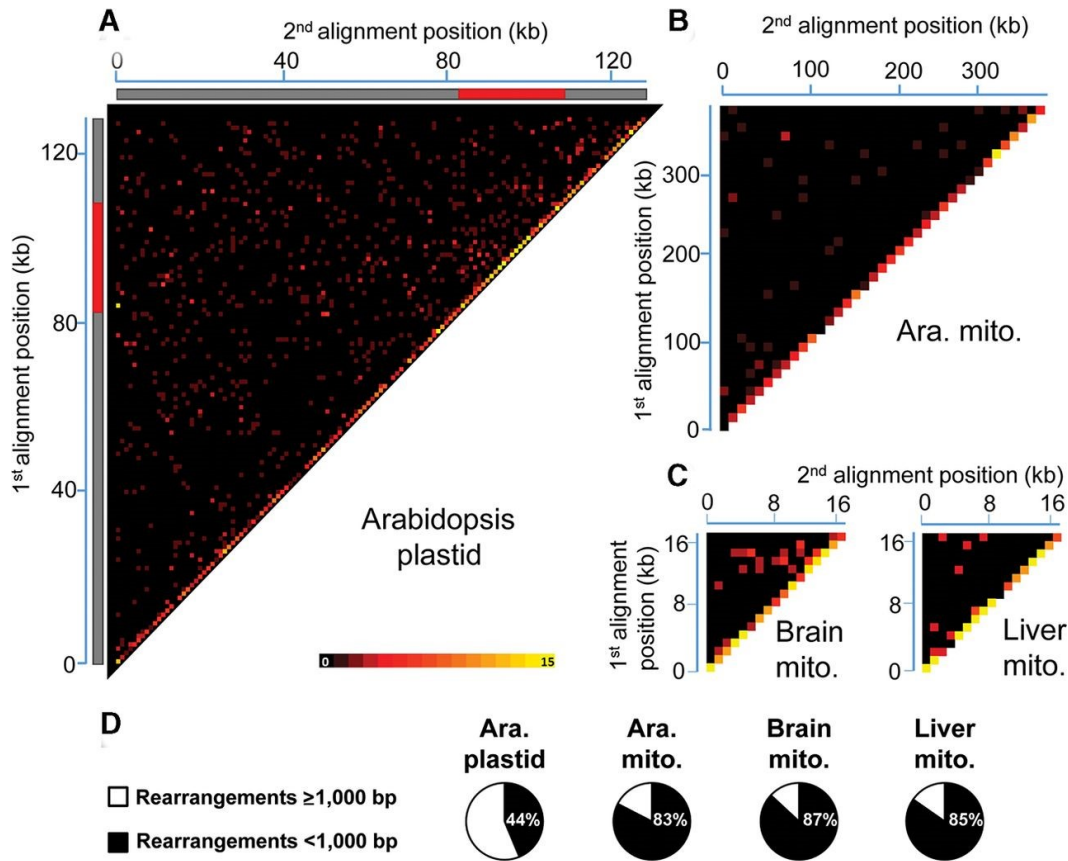 A
2nd alignment position (kb)
0 40 80 120
1st alignment position (kb)
120
80
40
0
Arabidopsis
plastid
0 15
B
2nd alignment position (kb)
0 100 200 300
1st alignment position (kb)
300
200
100
0
Ara. mito.
C
2nd alignment position (kb)
0 8 16
0 8 16
1st alignment
position (kb)
16
8
0
Brain
mito.
16
8
0
Liver
mito.
D
Ara.
plastid
Ara.
mito.
Brain
mito.
Liver
mito.
Rearrangements ≥1,000 bp
Rearrangements <1,000 bp
44%
83%
87%
85%